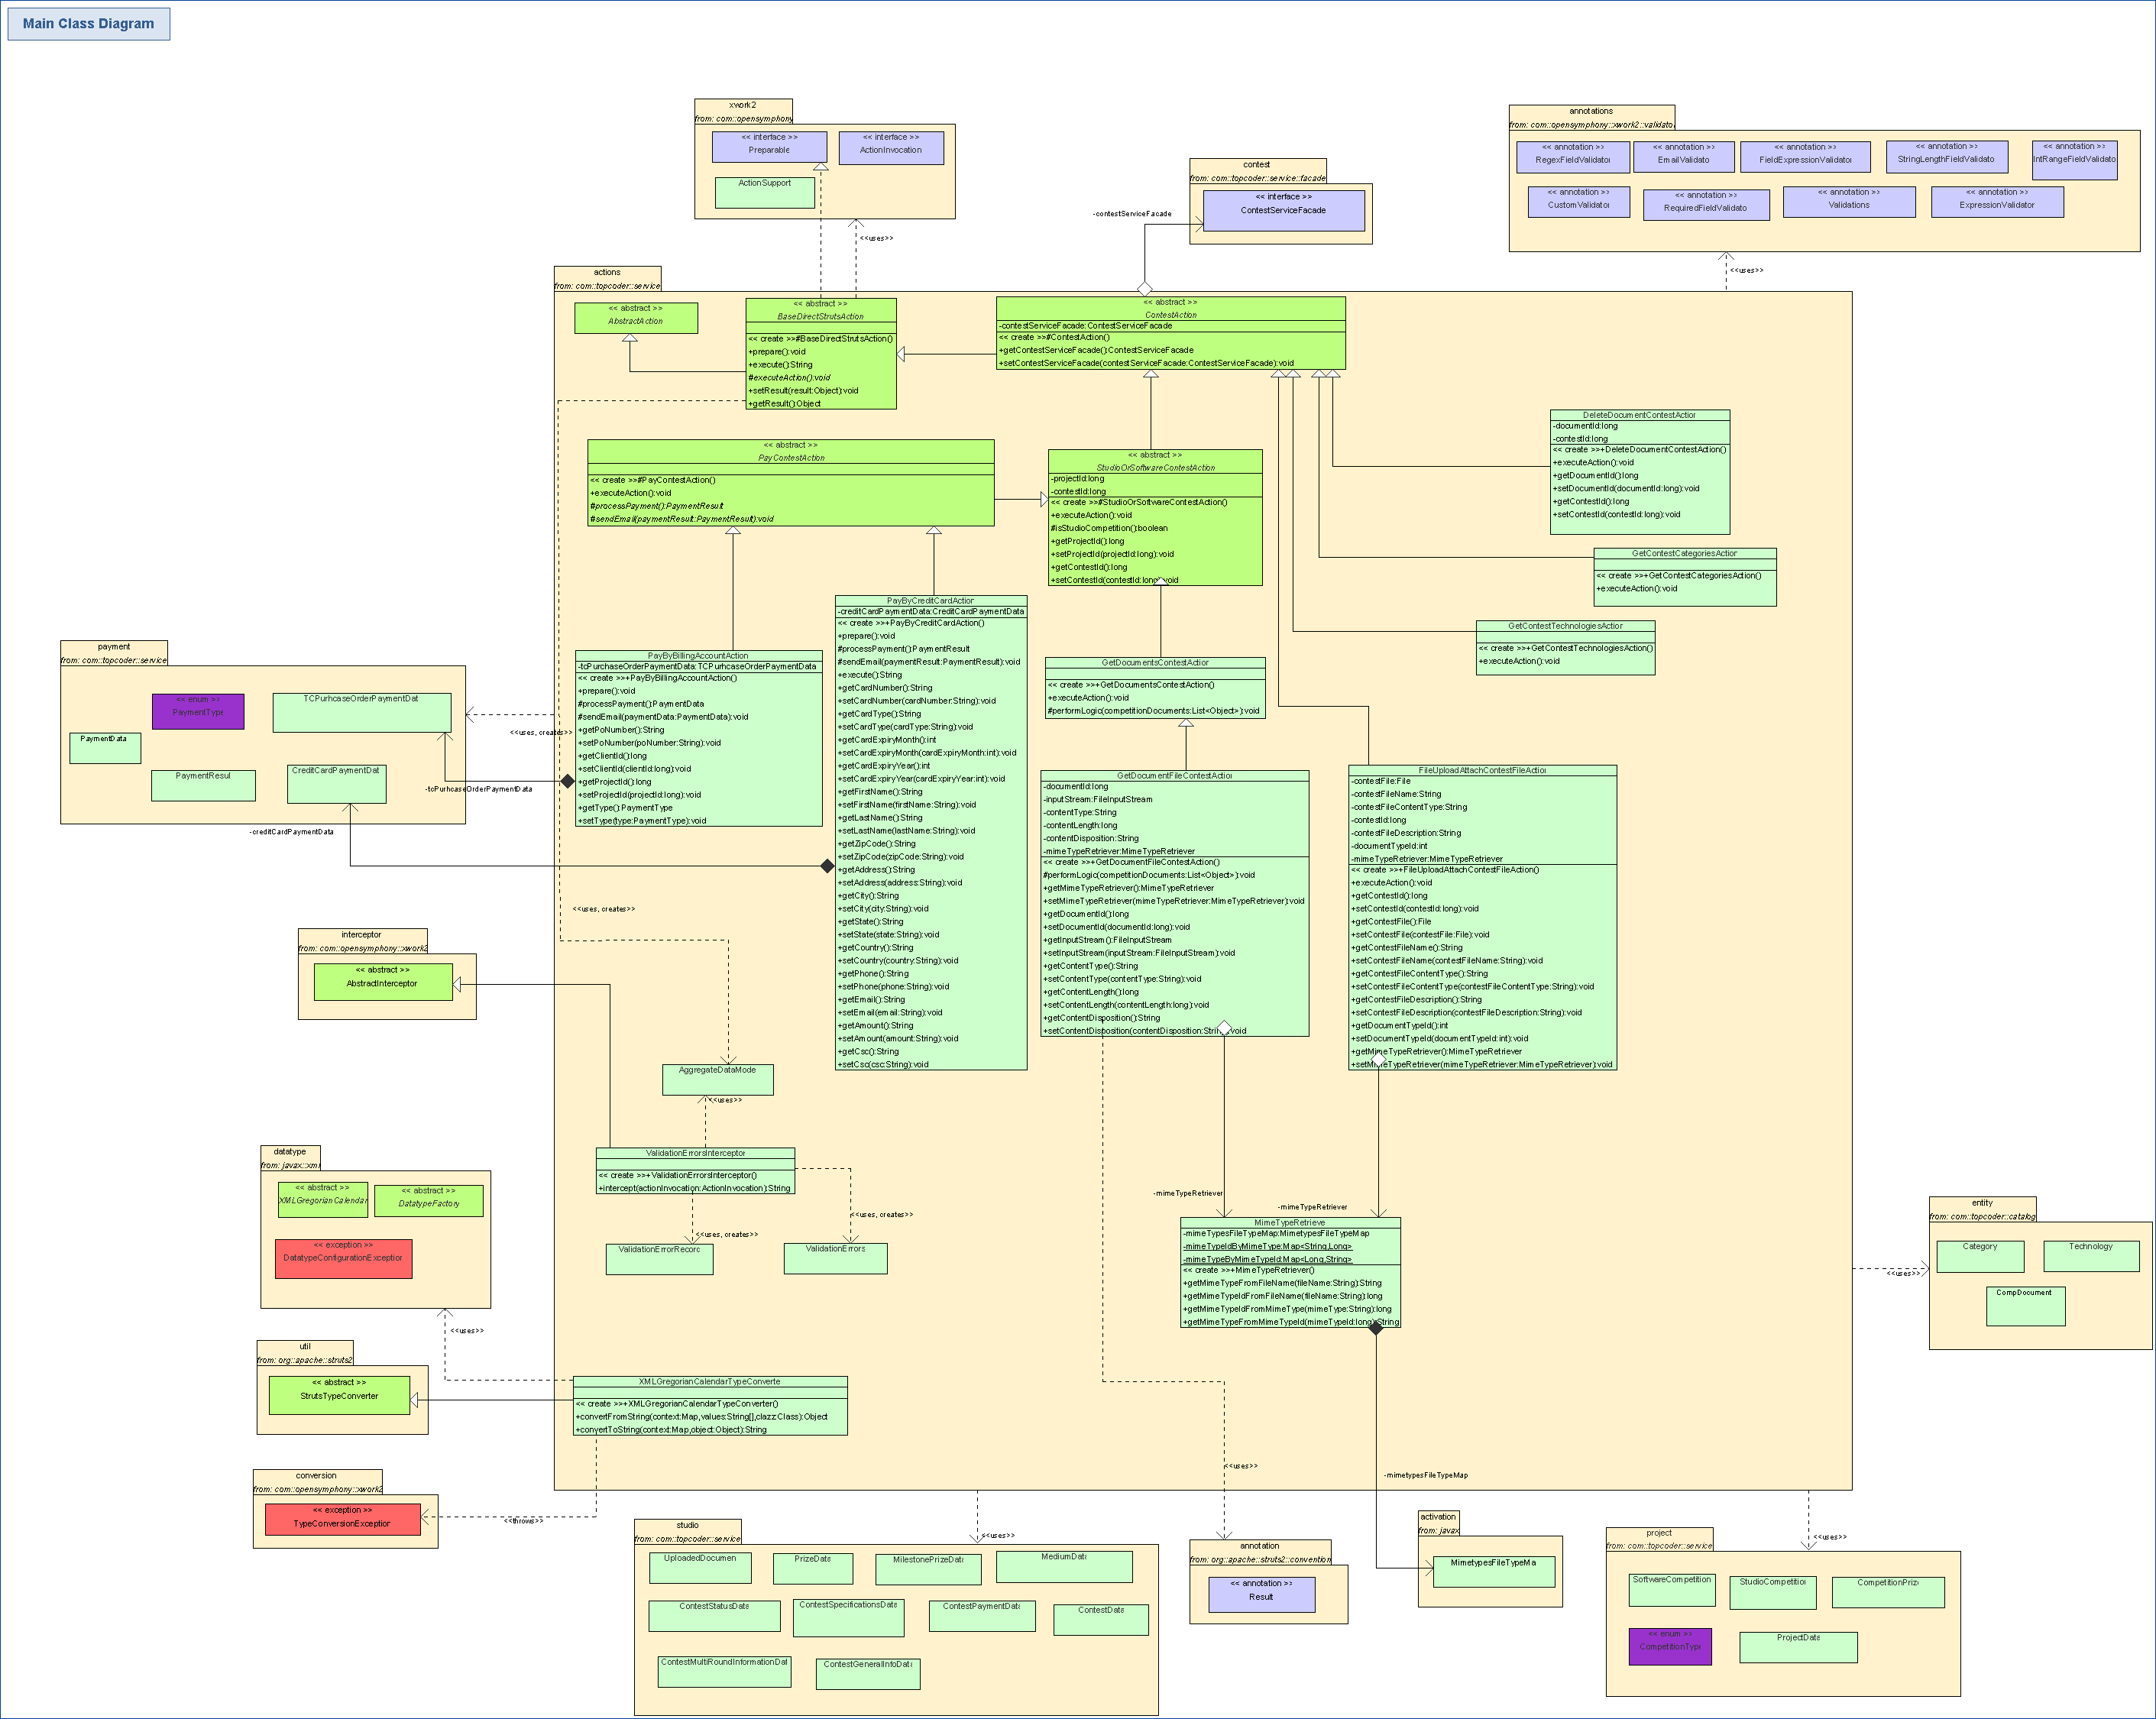 Main Class Diagram
xwork2
from: com::opensymphony
<< interface >>
Preparable
<< interface >>
ActionInvocation
ActionSupport
<<uses>>
contest
from: com::topcoder::service::facade
<< interface >>
ContestServiceFacade
-contestServiceFacade
annotations
from: com::opensymphony::xwork2::validator
<< annotation >>
RegexFieldValidator
<< annotation >>
EmailValidato
<< annotation >>
FieldExpressionValidator
<< annotation >>
StringLengthFieldValidato
<< annotation >>
IntRangeFieldValidato
<< annotation >>
CustomValidator
<< annotation >>
RequiredFieldValidato
<< annotation >>
Validations
<< annotation >>
ExpressionValidator
<<uses>>
actions
from: com::topcoder::service
<< abstract >>
AbstractAction
<< abstract >>
BaseDirectStrutsAction
<< create >>#BaseDirectStrutsAction()
+prepare():void
+execute():String
#executeAction():void
+setResult(result:Object):void
+getResult():Object
<< abstract >>
ContestAction
-contestServiceFacade:ContestServiceFacade
<< create >>#ContestAction()
+getContestServiceFacade():ContestServiceFacade
+setContestServiceFacade(contestServiceFacade:ContestServiceFacade):void
<< abstract >>
PayContestAction
<< create >>#PayContestAction()
+executeAction():void
#processPayment():PaymentResult
#sendEmail(paymentResult:PaymentResult):void
<< abstract >>
StudioOrSoftwareContestAction
-projectId:long
-contestId:long
<< create >>#StudioOrSoftwareContestAction()
+executeAction():void
#isStudioCompetition():boolean
+getProjectId():long
+setProjectId(projectId:long):void
+getContestId():long
+setContestId(contestId:long):void
DeleteDocumentContestAction
-documentId:long
-contestId:long
<< create >>+DeleteDocumentContestAction()
+executeAction():void
+getDocumentId():long
+setDocumentId(documentId:long):void
+getContestId():long
+setContestId(contestId:long):void
GetContestCategoriesAction
<< create >>+GetContestCategoriesAction()
+executeAction():void
GetContestTechnologiesAction
<< create >>+GetContestTechnologiesAction()
+executeAction():void
PayByCreditCardAction
-creditCardPaymentData:CreditCardPaymentData
<< create >>+PayByCreditCardAction()
+prepare():void
#processPayment():PaymentResult
#sendEmail(paymentResult:PaymentResult):void
+execute():String
+getCardNumber():String
+setCardNumber(cardNumber:String):void
+getCardType():String
+setCardType(cardType:String):void
+getCardExpiryMonth():int
+setCardExpiryMonth(cardExpiryMonth:int):void
+getCardExpiryYear():int
+setCardExpiryYear(cardExpiryYear:int):void
+getFirstName():String
+setFirstName(firstName:String):void
+getLastName():String
+setLastName(lastName:String):void
+getZipCode():String
+setZipCode(zipCode:String):void
+getAddress():String
+setAddress(address:String):void
+getCity():String
+setCity(city:String):void
+getState():String
+setState(state:String):void
+getCountry():String
+setCountry(country:String):void
+getPhone():String
+setPhone(phone:String):void
+getEmail():String
+setEmail(email:String):void
+getAmount():String
+setAmount(amount:String):void
+getCsc():String
+setCsc(csc:String):void
PayByBillingAccountAction
-tcPurchaseOrderPaymentData:TCPurhcaseOrderPaymentData
<< create >>+PayByBillingAccountAction()
+prepare():void
#processPayment():PaymentData
#sendEmail(paymentData:PaymentData):void
+getPoNumber():String
+setPoNumber(poNumber:String):void
+getClientId():long
+setClientId(clientId:long):void
+getProjectId():long
+setProjectId(projectId:long):void
+getType():PaymentType
+setType(type:PaymentType):void
payment
from: com::topcoder::service
<< enum >>
PaymentType
TCPurhcaseOrderPaymentDat
PaymentData
PaymentResul
CreditCardPaymentDat
<<uses, creates>>
-tcPurhcaseOrderPaymentData
-creditCardPaymentData
<<uses, creates>>
GetDocumentsContestAction
<< create >>+GetDocumentsContestAction()
+executeAction():void
#performLogic(competitionDocuments:List<Object>):void
GetDocumentFileContestAction
-documentId:long
-inputStream:FileInputStream
-contentType:String
-contentLength:long
-contentDisposition:String
-mimeTypeRetriever:MimeTypeRetriever
<< create >>+GetDocumentFileContestAction()
#performLogic(competitionDocuments:List<Object>):void
+getMimeTypeRetriever():MimeTypeRetriever
+setMimeTypeRetriever(mimeTypeRetriever:MimeTypeRetriever):void
+getDocumentId():long
+setDocumentId(documentId:long):void
+getInputStream():FileInputStream
+setInputStream(inputStream:FileInputStream):void
+getContentType():String
+setContentType(contentType:String):void
+getContentLength():long
+setContentLength(contentLength:long):void
+getContentDisposition():String
+setContentDisposition(contentDisposition:String):void
FileUploadAttachContestFileAction
-contestFile:File
-contestFileName:String
-contestFileContentType:String
-contestId:long
-contestFileDescription:String
-documentTypeId:int
-mimeTypeRetriever:MimeTypeRetriever
<< create >>+FileUploadAttachContestFileAction()
+executeAction():void
+getContestId():long
+setContestId(contestId:long):void
+getContestFile():File
+setContestFile(contestFile:File):void
+getContestFileName():String
+setContestFileName(contestFileName:String):void
+getContestFileContentType():String
+setContestFileContentType(contestFileContentType:String):void
+getContestFileDescription():String
+setContestFileDescription(contestFileDescription:String):void
+getDocumentTypeId():int
+setDocumentTypeId(documentTypeId:int):void
+getMimeTypeRetriever():MimeTypeRetriever
+setMimeTypeRetriever(mimeTypeRetriever:MimeTypeRetriever):void
interceptor
from: com::opensymphony::xwork2
<< abstract >>
AbstractInterceptor
AggregateDataMode
<<uses>>
ValidationErrorsInterceptor
<< create >>+ValidationErrorsInterceptor()
+intercept(actionInvocation:ActionInvocation):String
<<uses, creates>>
<<uses, creates>>
ValidationErrorRecord
ValidationErrors
-mimeTypeRetriever
-mimeTypeRetriever
MimeTypeRetrieve
-mimeTypesFileTypeMap:MimetypesFileTypeMap
-mimeTypeIdByMimeType:Map<String,Long>
-mimeTypeByMimeTypeId:Map<Long,String>
<< create >>+MimeTypeRetriever()
+getMimeTypeFromFileName(fileName:String):String
+getMimeTypeIdFromFileName(fileName:String):long
+getMimeTypeIdFromMimeType(mimeType:String):long
+getMimeTypeFromMimeTypeId(mimeTypeId:long):String
datatype
from: javax::xml
<< abstract >>
XMLGregorianCalendar
<< abstract >>
DatatypeFactory
<< exception >>
DatatypeConfigurationException
<<uses>>
util
from: org::apache::struts2
<< abstract >>
StrutsTypeConverter
XMLGregorianCalendarTypeConverte
<< create >>+XMLGregorianCalendarTypeConverter()
+convertFromString(context:Map,values:String[],clazz:Class):Object
+convertToString(context:Map,object:Object):String
conversion
from: com::opensymphony::xwork2
<< exception >>
TypeConversionException
<<throws>>
entity
from: com::topcoder::catalog
Category
Technology
CompDocument
<<uses>>
studio
from: com::topcoder::service
UploadedDocumen
PrizeData
MilestonePrizeData
MediumData
ContestStatusData
ContestSpecificationsData
ContestPaymentData
ContestData
ContestMultiRoundInformationDat
ContestGeneralInfoData
<<uses>>
<<uses>>
annotation
from: org::apache::struts2::convention
<< annotation >>
Result
-mimetypesFileTypeMap
activation
from: javax
MimetypesFileTypeMa
<<uses>>
project
from: com::topcoder::service
SoftwareCompetition
StudioCompetition
CompetitionPrize
<< enum >>
CompetitionType
ProjectData